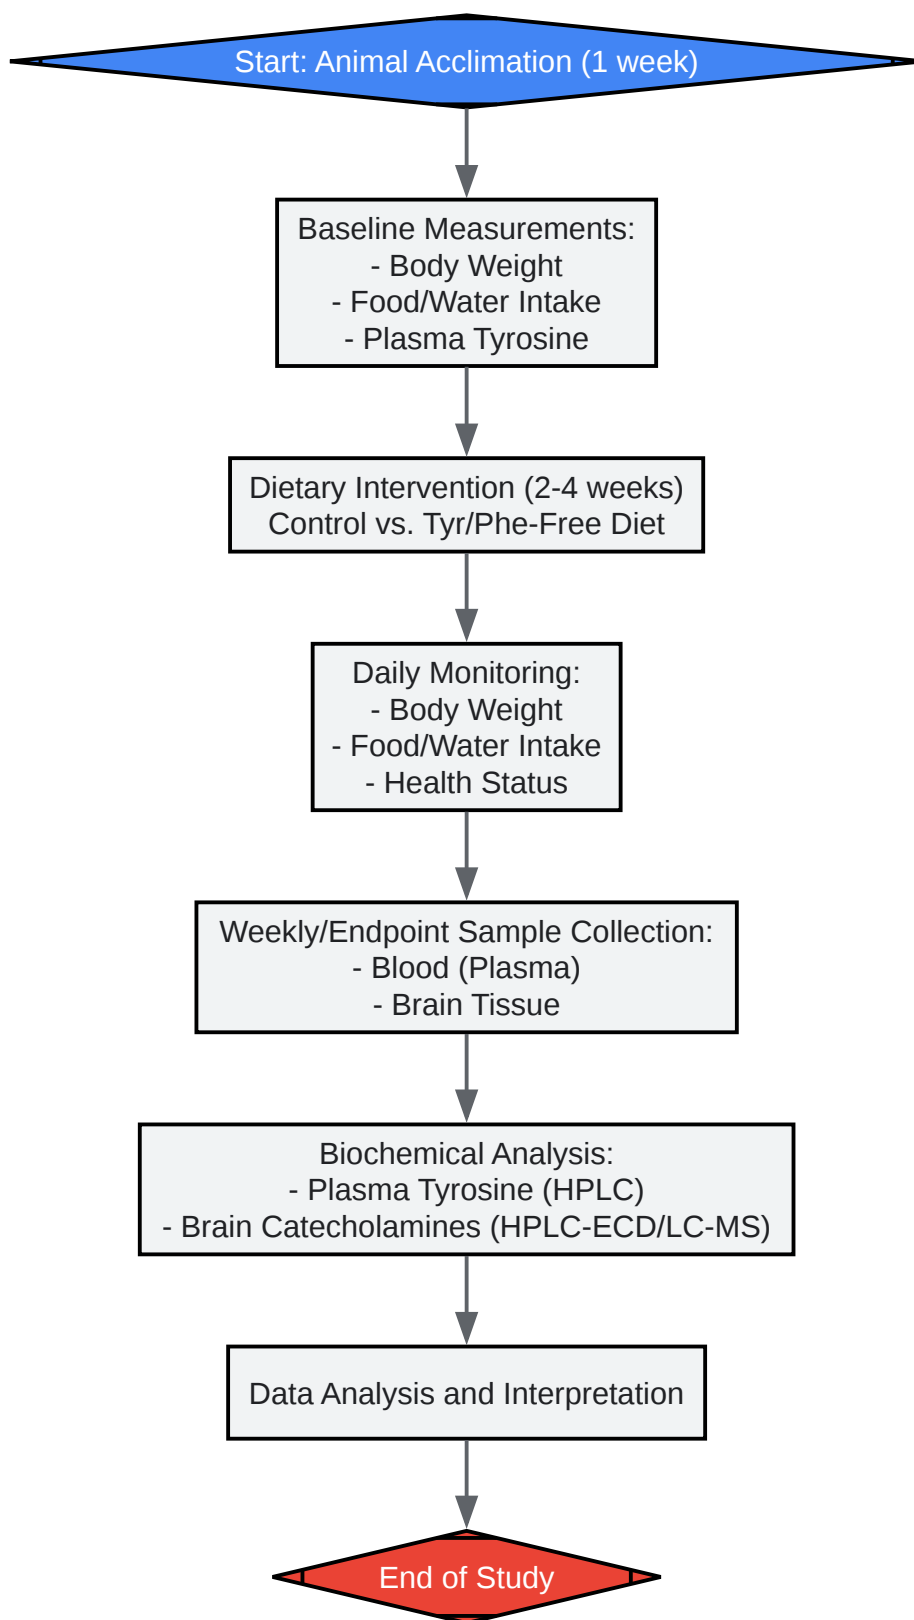 Start: Animal Acclimation (1 week)
Baseline Measurements:
- Body Weight
- Food/Water Intake
- Plasma Tyrosine
Dietary Intervention (2-4 weeks)
Control vs. Tyr/Phe-Free Diet
Daily Monitoring:
- Body Weight
- Food/Water Intake
- Health Status
Weekly/Endpoint Sample Collection:
- Blood (Plasma)
- Brain Tissue
Biochemical Analysis:
- Plasma Tyrosine (HPLC)
- Brain Catecholamines (HPLC-ECD/LC-MS)
Data Analysis and Interpretation
End of Study